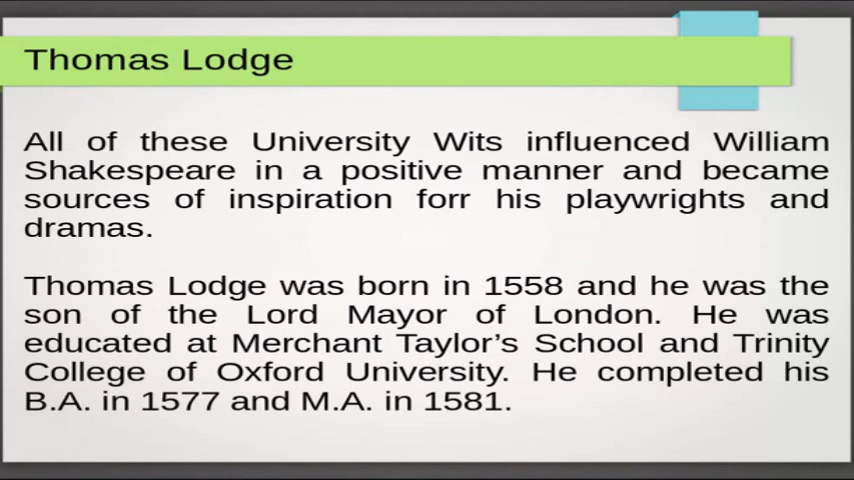 Thomas Lodge
All of these University Wits influenced William
Shakespeare in a positive manner and became
sources of inspiration forr his playwrights and
dramas.
Thomas Lodge was born in 1558 and he was the
son of the Lord Mayor of London. He was
educated at Merchant Taylor’s School and Trinity
College of Oxford University. He completed his
B.A. in 1577 and M.A. in 1581.